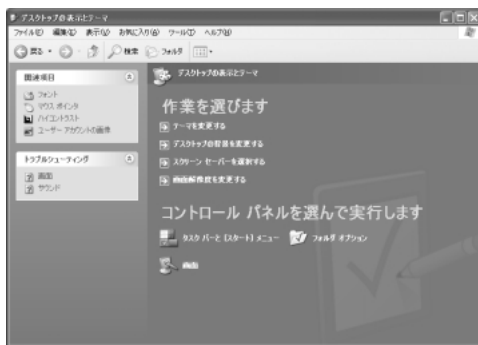 デスクトップの表示とテーマ
ファイル(F) 編集(E) 表示(V) お気に入り(A) ツール(T) ヘルプ(H)
戻る 検索 フォルダ
関連項目
フォント
マウス ポインタ
ハイコントラスト
ユーザー アカウントの画像
トラブルシューティング
画面
サウンド
デスクトップの表示とテーマ
作業を選びます
テーマを変更する
デスクトップの背景を変更する
スクリーン セーバーを選択する
画面解像度を変更する
コントロール パネルを選んで実行します
タスク バーと [スタート] メニュー フォルダ オプション
画面